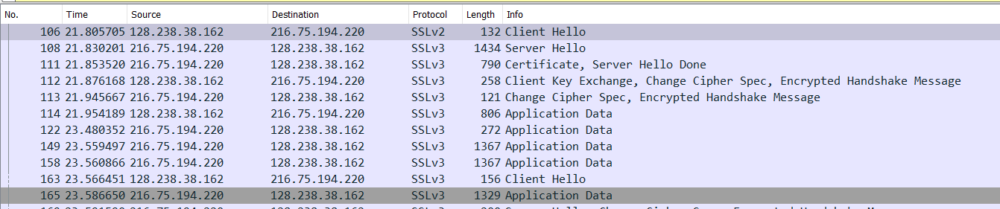 No. Time Source Destination Protocol Length Info
106 21.805705 128.238.38.162 216.75.194.220 SSLv2 132 Client Hello
108 21.830201 216.75.194.220 128.238.38.162 SSLv3 1434 Server Hello
111 21.853520 216.75.194.220 128.238.38.162 SSLv3 790 Certificate, Server Hello Done
112 21.876168 128.238.38.162 216.75.194.220 SSLv3 258 Client Key Exchange, Change Cipher Spec, Encrypted Handshake Message
113 21.945667 216.75.194.220 128.238.38.162 SSLv3 121 Change Cipher Spec, Encrypted Handshake Message
114 21.954189 128.238.38.162 216.75.194.220 SSLv3 806 Application Data
122 23.480352 216.75.194.220 128.238.38.162 SSLv3 272 Application Data
149 23.559497 216.75.194.220 128.238.38.162 SSLv3 1367 Application Data
158 23.560866 216.75.194.220 128.238.38.162 SSLv3 1367 Application Data
163 23.566451 128.238.38.162 216.75.194.220 SSLv3 156 Client Hello
165 23.586650 216.75.194.220 128.238.38.162 SSLv3 1329 Application Data